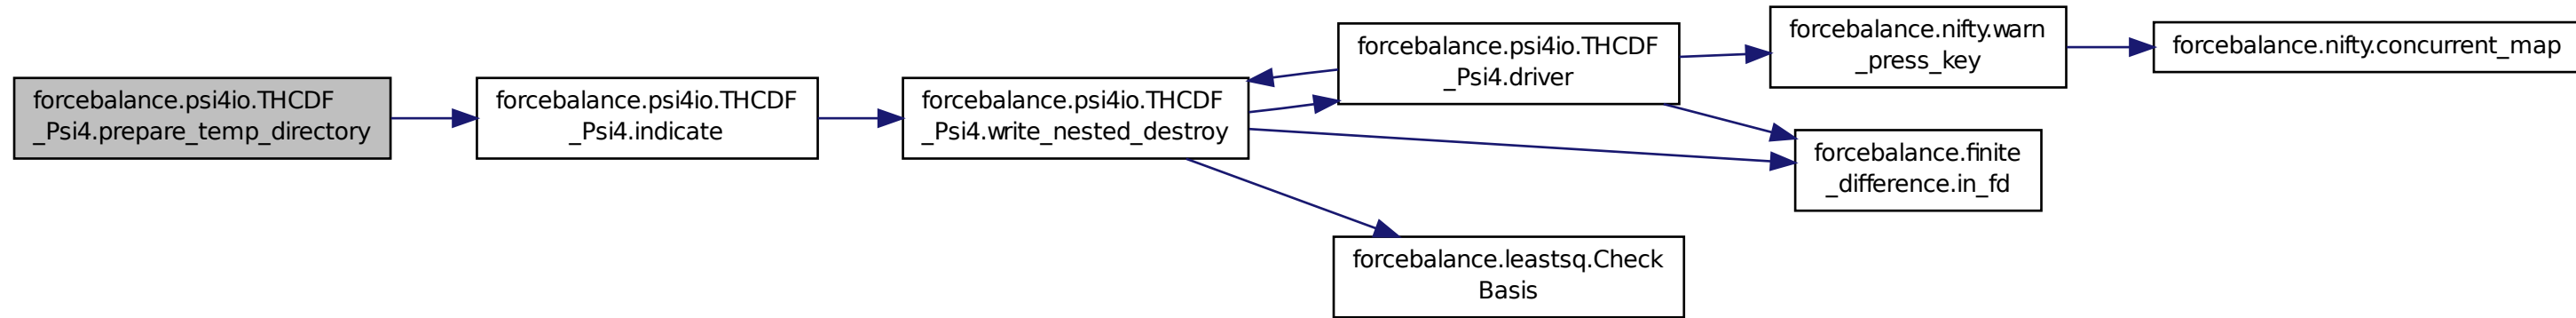 forcebalance.psi4io.THCDF
_Psi4.prepare_temp_directory
forcebalance.psi4io.THCDF
_Psi4.indicate
forcebalance.psi4io.THCDF
_Psi4.write_nested_destroy
forcebalance.psi4io.THCDF
_Psi4.driver
forcebalance.nifty.warn
_press_key
forcebalance.nifty.concurrent_map
forcebalance.finite
_difference.in_fd
forcebalance.leastsq.Check
Basis